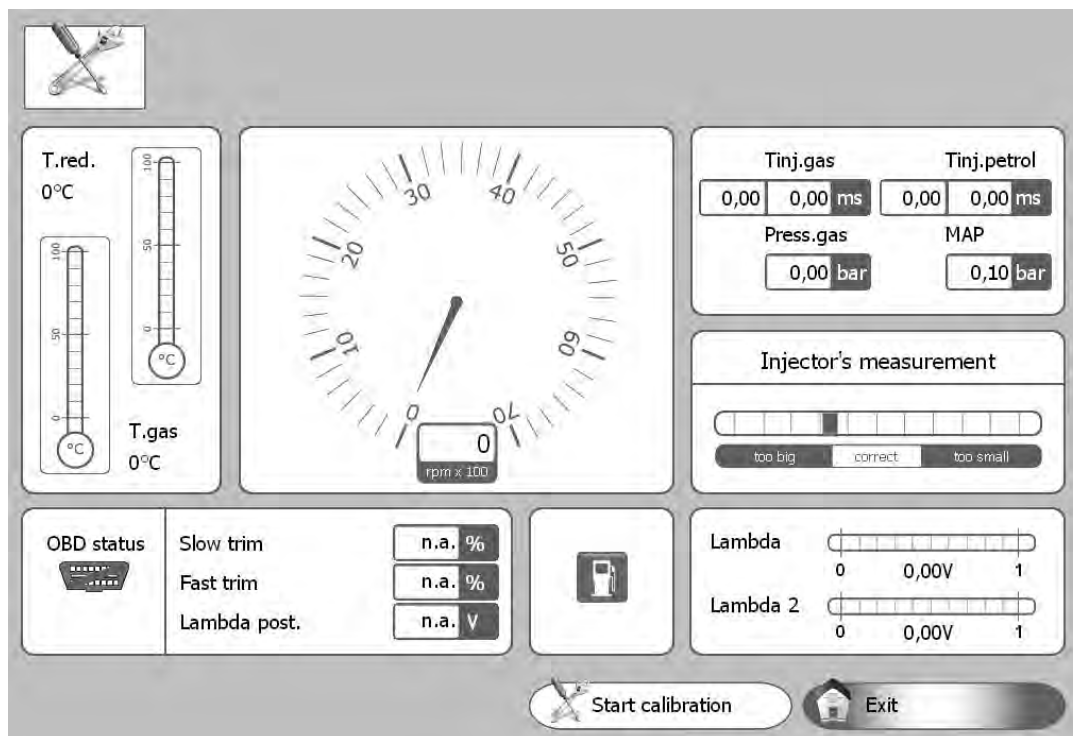 T.red.
0°C
100
50
0
°C
100
50
0
°C
T.gas
0°C
0
10
20
30
40
50
60
70
0
rpm x 100
Tinj.gas Tinj.petrol
0,00 0,00 ms 0,00 0,00 ms
Press.gas MAP
0,00 bar 0,10 bar
Injector's measurement
too big correct too small
OBD status
Slow trim n.a. %
Fast trim n.a. %
Lambda post. n.a. V
Lambda
0 0,00V 1
Lambda 2
0 0,00V 1
Start calibration Exit